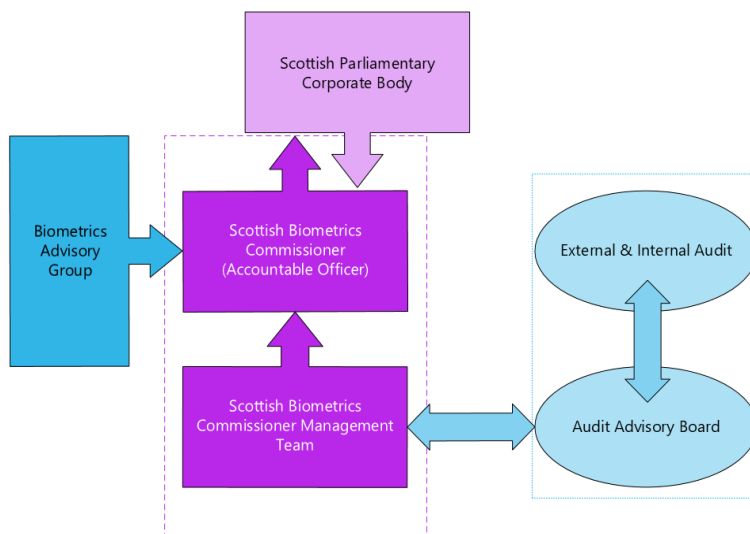 Scottish Parliamentary
Corporate Body
Biometrics
Advisory
Group
Scottish Biometrics
Commissioner
(Accountable Officer)
External & Internal Audit
Scottish Biometrics
Commissioner Management
Team
Audit Advisory Board